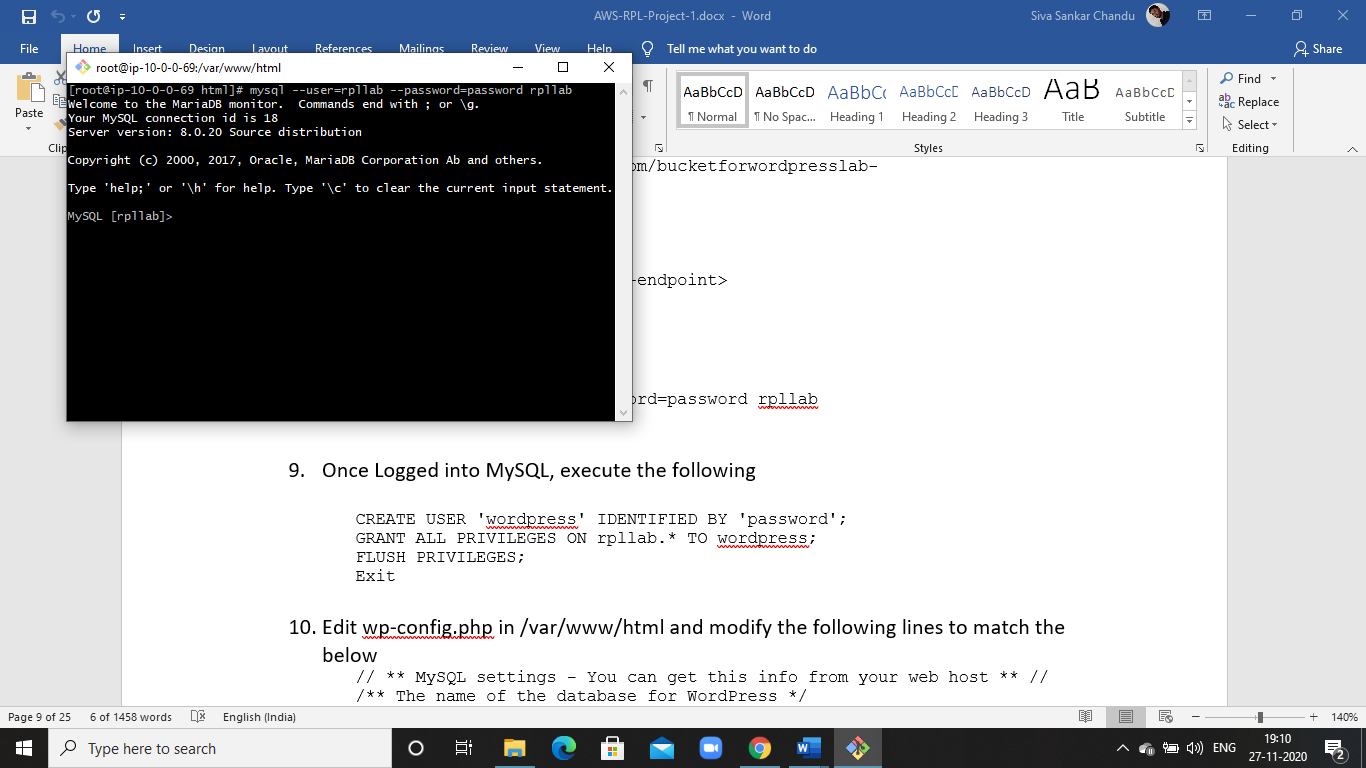 AWS-RPL-Project-1.docx - Word
Siva Sankar Chandu
File Home Insert Design Layout References Mailings Review View Help Tell me what you want to do Share
root@ip-10-0-0-69:/var/www/html
[root@ip-10-0-0-69 html]# mysql --user=rpllab --password=password rpllab
Welcome to the MariaDB monitor. Commands end with ; or \g.
Your MySQL connection id is 18
Server version: 8.0.20 Source distribution
Copyright (c) 2000, 2017, Oracle, MariaDB Corporation Ab and others.
Type 'help;' or '\h' for help. Type '\c' to clear the current input statement.
MySQL [rpllab]>
Paste
Clip
AaBbCcD AaBbCcD AaBbCc AaBbCcD AaBbCcD AaB AaBbCcD
¶ Normal ¶ No Spac... Heading 1 Heading 2 Heading 3 Title Subtitle
Styles
Find
Replace
Select
Editing
om/bucketforwordpresslab-
-endpoint>
ord=password rpllab
9. Once Logged into MySQL, execute the following
CREATE USER 'wordpress' IDENTIFIED BY 'password';
GRANT ALL PRIVILEGES ON rpllab.* TO wordpress;
FLUSH PRIVILEGES;
Exit
10. Edit wp-config.php in /var/www/html and modify the following lines to match the
below
// ** MySQL settings - You can get this info from your web host ** //
/** The name of the database for WordPress */
Page 9 of 25 6 of 1458 words English (India) 140%
Type here to search
ENG
19:10
27-11-2020
2